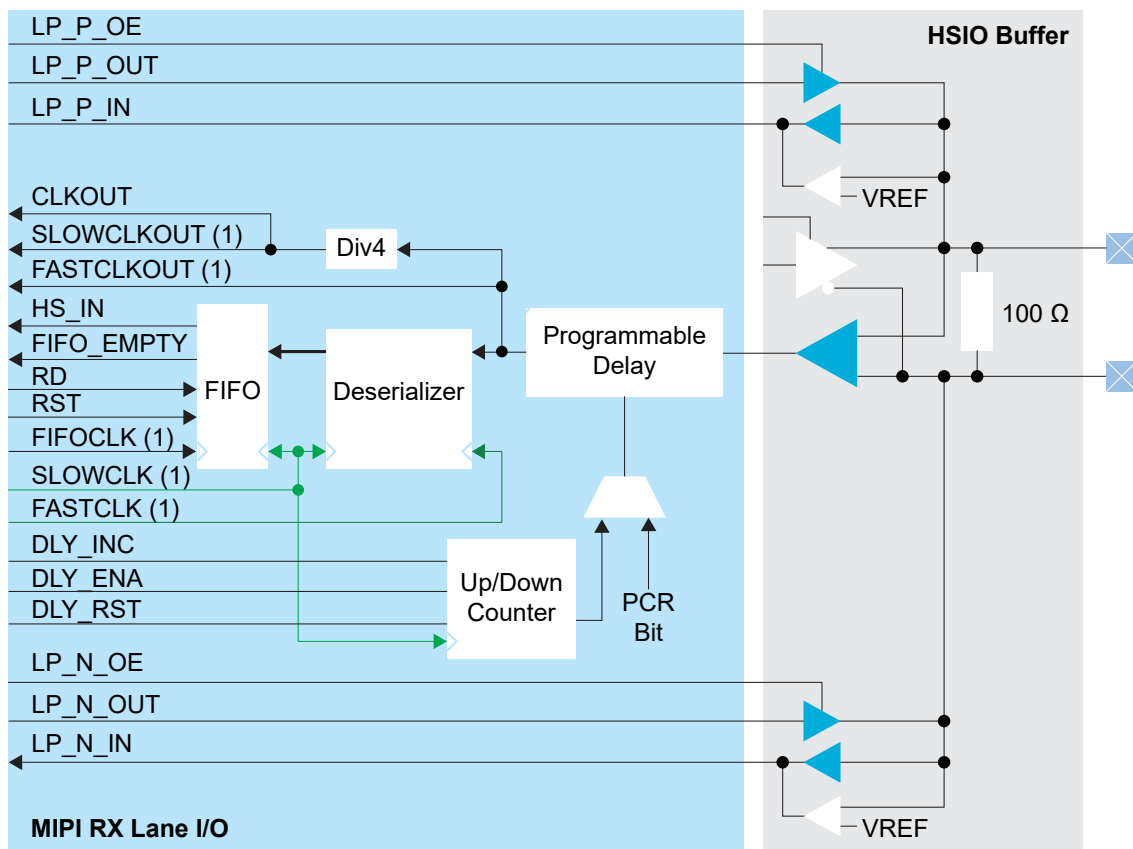 LP_P_OE
HSIO Buffer
LP_P_OUT
LP_P_IN
VREF
CLKOUT
SLOWCLKOUT (1)
Div4
FASTCLKOUT (1)
HS_IN
FIFO_EMPTY
RD
RST
FIFOCLK (1)
SLOWCLK (1)
FASTCLK (1)
FIFO
Deserializer
Programmable
Delay
100 Ω
DLY_INC
DLY_ENA
DLY_RST
Up/Down
Counter
PCR
Bit
LP_N_OE
LP_N_OUT
LP_N_IN
VREF
MIPI RX Lane I/O